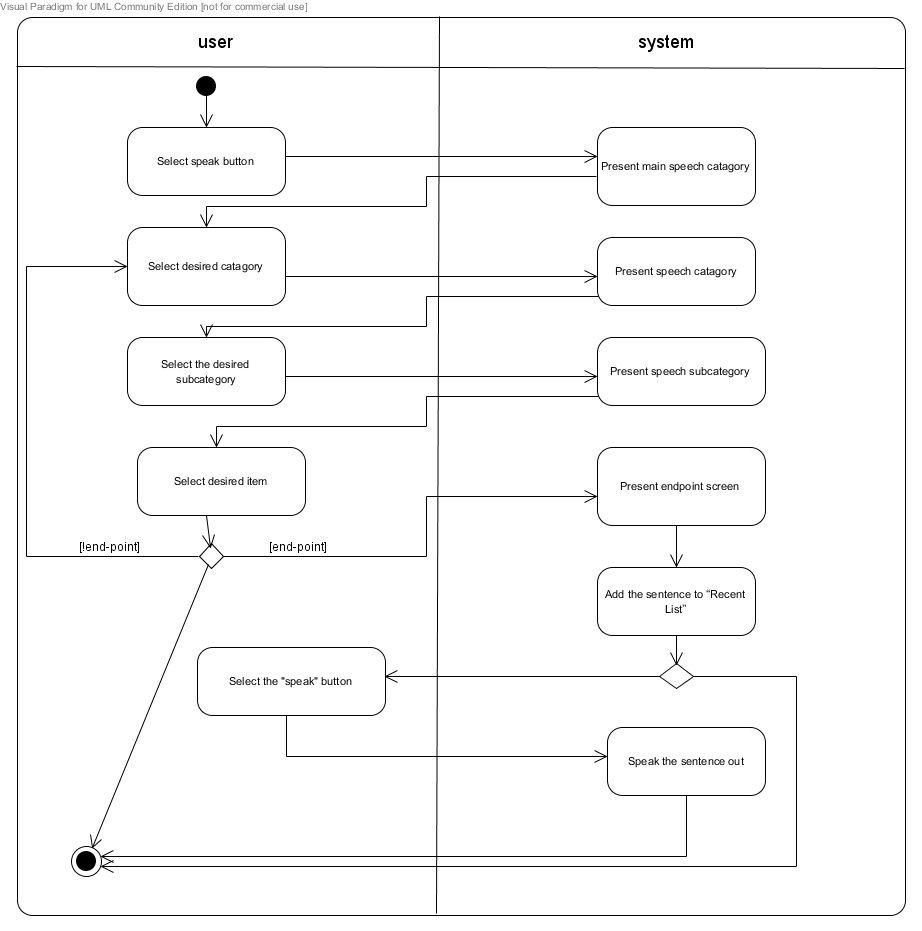 Visual Paradigm for UML Community Edition [not for commercial use]
user
system
Select speak button
Present main speech catagory
Select desired catagory
Present speech catagory
Select the desired
subcategory
Present speech subcategory
Select desired item
Present endpoint screen
[!end-point]
[end-point]
Add the sentence to “Recent
List”
Select the "speak" button
Speak the sentence out